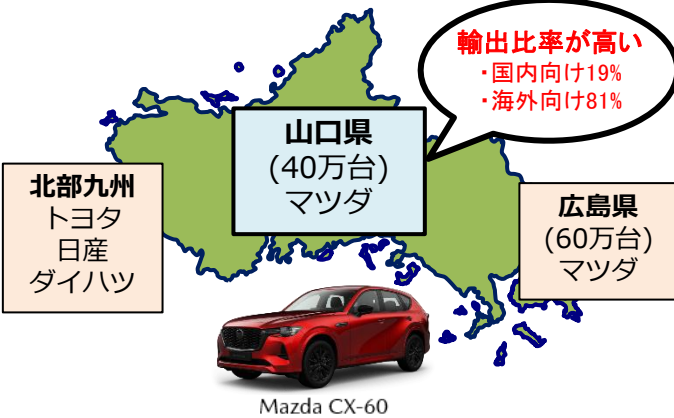 輸出比率が高い
・国内向け19%
・海外向け81%
山口県
(40万台)
マツダ
北部九州
トヨタ
日産
ダイハツ
広島県
(60万台)
マツダ
Mazda CX-60